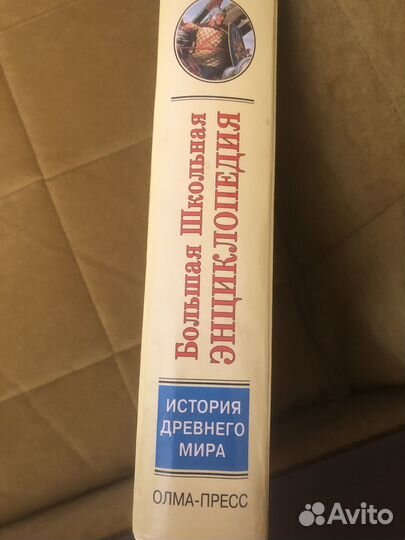 Большая Школьная
ЭНЦИКЛОПЕДИЯ
ИСТОРИЯ
ДРЕВНЕГО
МИРА
ОЛМА-ПРЕСС
Avito